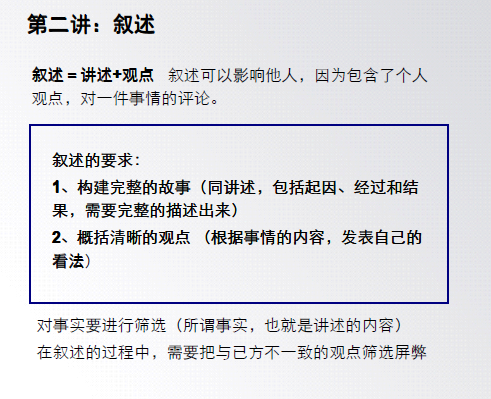 第二讲：叙述
叙述＝讲述+观点 叙述可以影响他人，因为包含了个人
观点，对一件事情的评论。
叙述的要求：
1、构建完整的故事（同讲述，包括起因、经过和结
果，需要完整的描述出来）
2、概括清晰的观点 （根据事情的内容，发表自己的
看法）
对事实要进行筛选（所谓事实，也就是讲述的内容）
在叙述的过程中，需要把与已方不一致的观点筛选屏弊